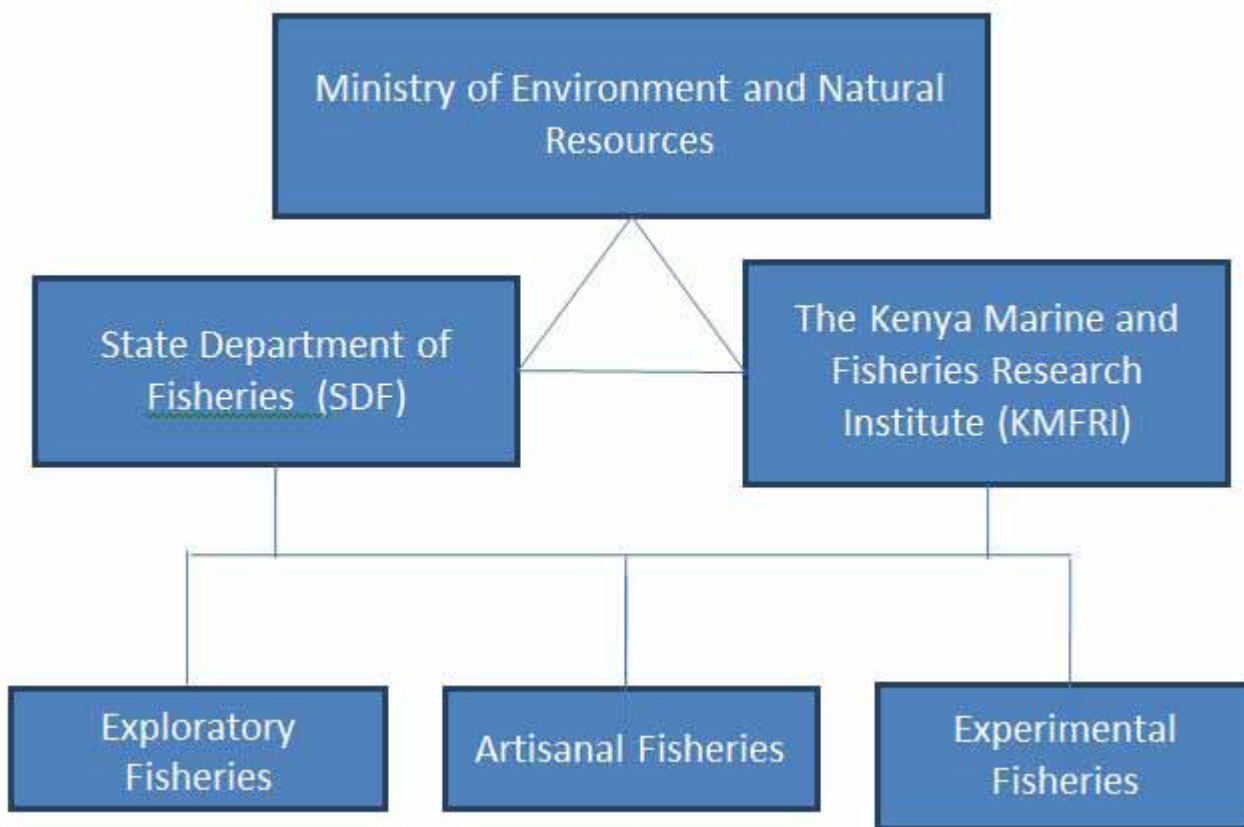 Ministry of Environment and Natural
Resources
State Department of
Fisheries (SDF)
The Kenya Marine and
Fisheries Research
Institute (KMFRI)
Exploratory
Fisheries
Artisanal Fisheries
Experimental
Fisheries